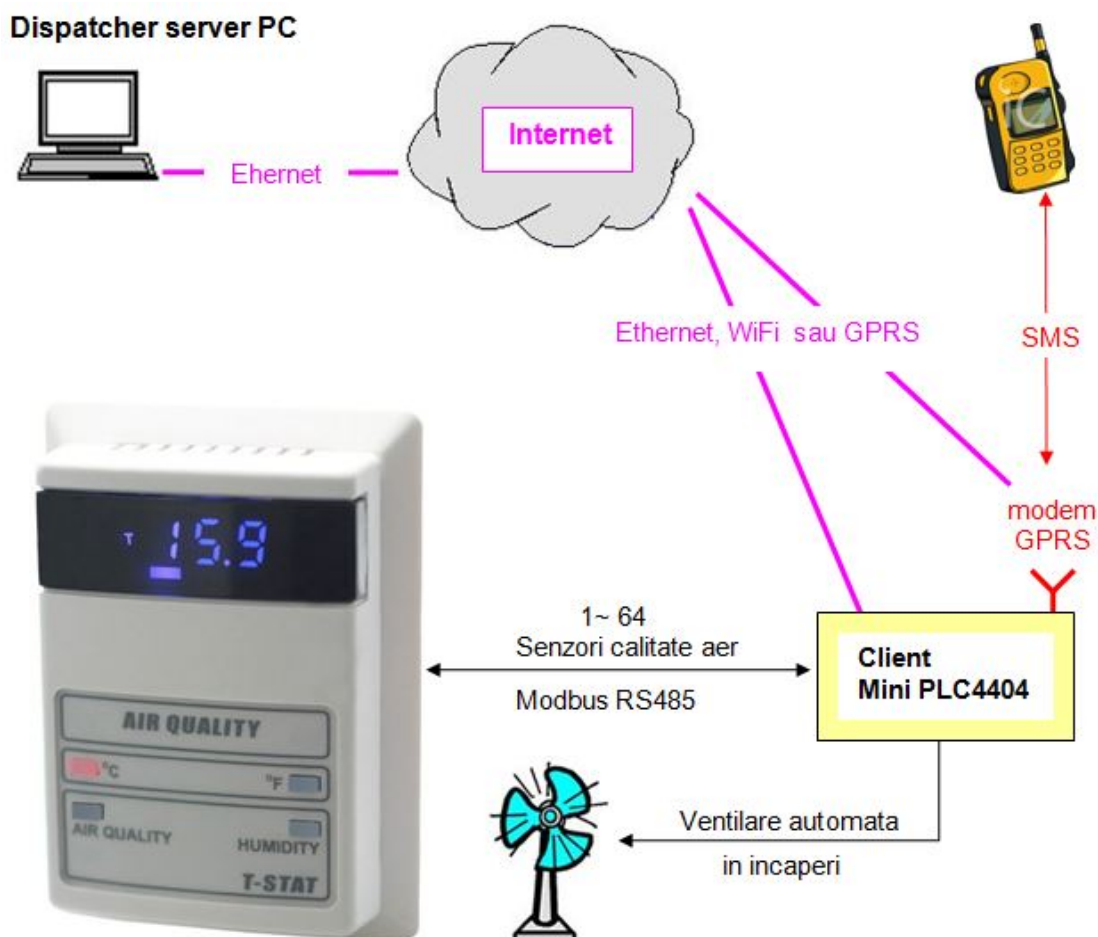 Dispatcher server PC
Internet
Ehernet
Ethernet, WiFi sau GPRS
SMS
modem
GPRS
T 15.9
1~ 64
Senzori calitate aer
Modbus RS485
Client
Mini PLC4404
AIR QUALITY
°C
°F
AIR QUALITY
HUMIDITY
T-STAT
Ventilare automata
in incaperi